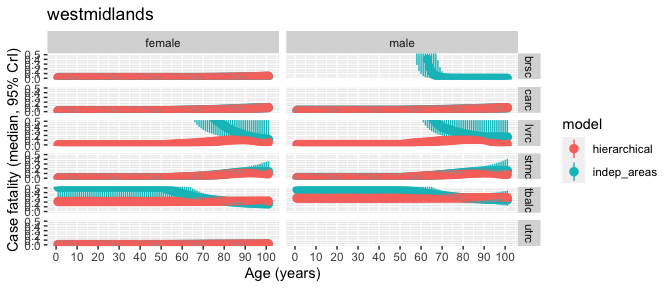 westmidlands
female
male
Case fatality (median, 95% CrI)
brsc
carc
lvrc
stmc
tbalc
utrc
0 10 20 30 40 50 60 70 80 90 100
0 10 20 30 40 50 60 70 80 90 100
Age (years)
model
hierarchical
indep_areas